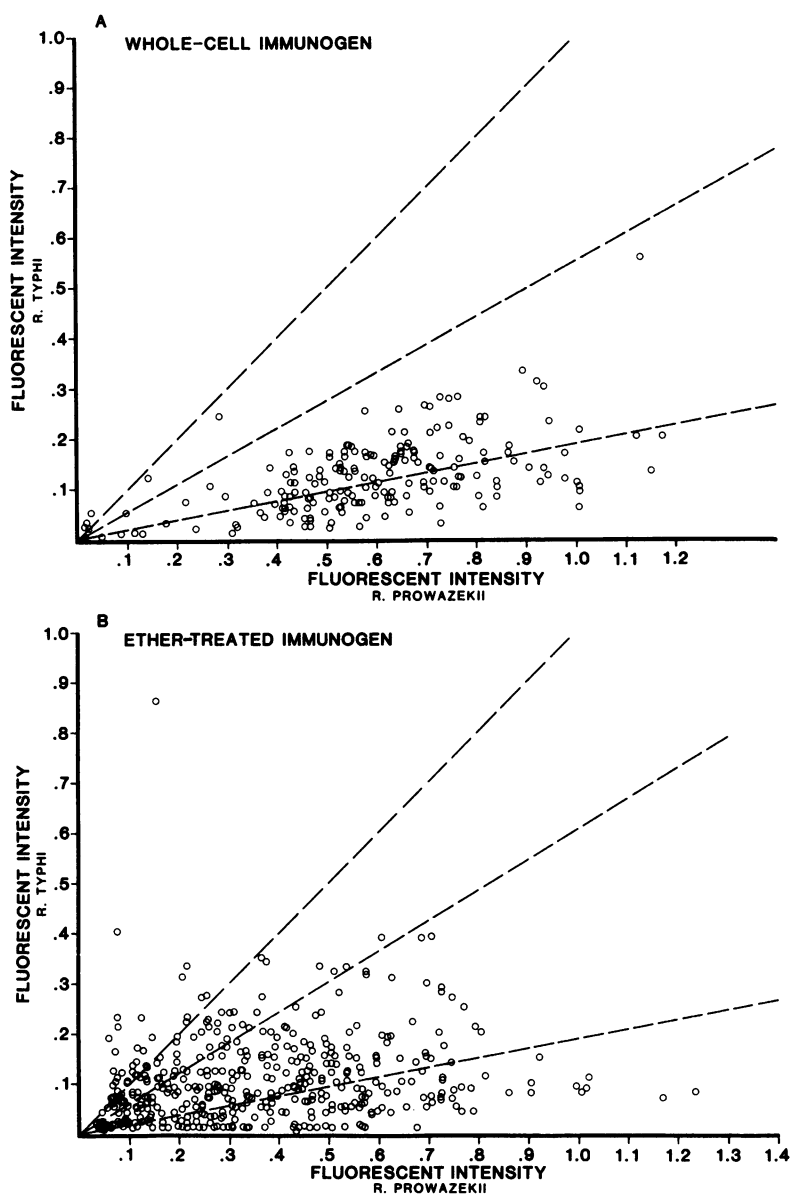 A
WHOLE-CELL IMMUNOGEN
1.0
.9
.8
.7
.6
.5
.4
.3
.2
.1
FLUORESCENT INTENSITY
R. TYPHI
.1 .2 .3 .4 .5 .6 .7 .8 .9 1.0 1.1 1.2
FLUORESCENT INTENSITY
R. PROWAZEKII
B
ETHER-TREATED IMMUNOGEN
1.0
.9
.8
.7
.6
.5
.4
.3
.2
.1
FLUORESCENT INTENSITY
R. TYPHI
.1 .2 .3 .4 .5 .6 .7 .8 .9 1.0 1.1 1.2 1.3 1.4
FLUORESCENT INTENSITY
R. PROWAZEKII